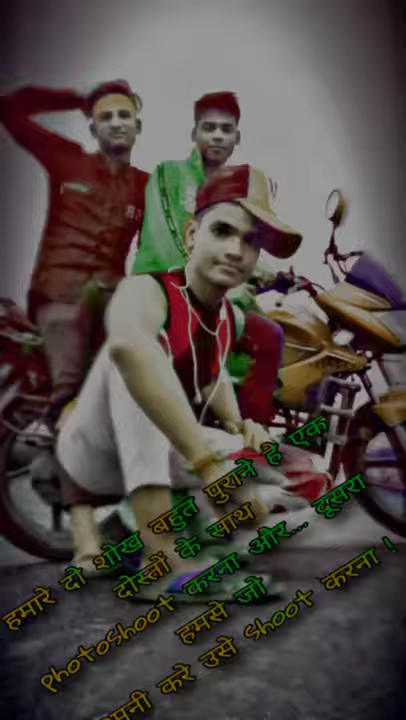 हमारे दो शोख बहुत पुराने है एक
दोस्तों के साथ
photoshoot करना और... दूसरा
हमसे जो
मनी करे उसे shoot करना !